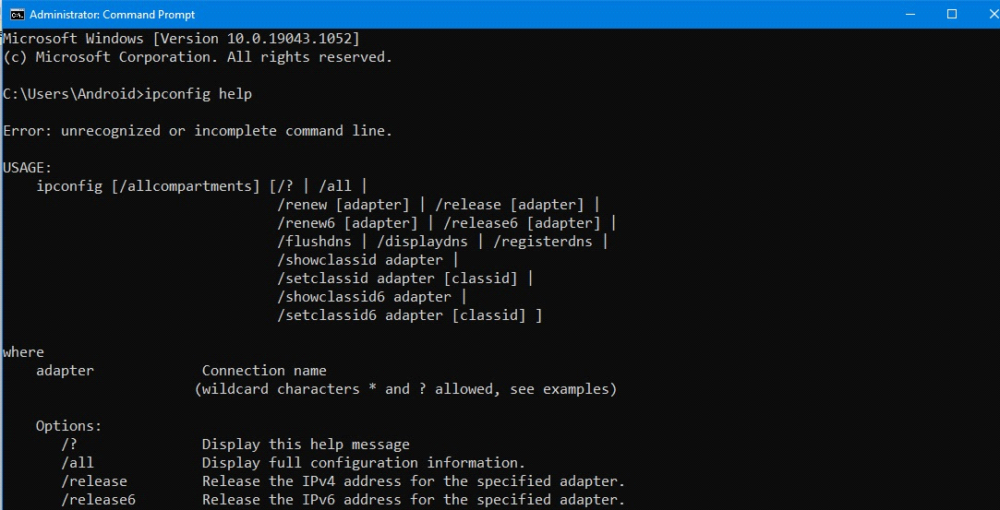 Administrator: Command Prompt
Microsoft Windows [Version 10.0.19043.1052]
(c) Microsoft Corporation. All rights reserved.
C:\Users\Android>ipconfig help
Error: unrecognized or incomplete command line.
USAGE:
ipconfig [/allcompartments] [/? | /all |
/renew [adapter] | /release [adapter] |
/renew6 [adapter] | /release6 [adapter] |
/flushdns | /displaydns | /registerdns |
/showclassid adapter |
/setclassid adapter [classid] |
/showclassid6 adapter |
/setclassid6 adapter [classid] ]
where
adapter Connection name
(wildcard characters * and ? allowed, see examples)
Options:
/? Display this help message
/all Display full configuration information.
/release Release the IPv4 address for the specified adapter.
/release6 Release the IPv6 address for the specified adapter.